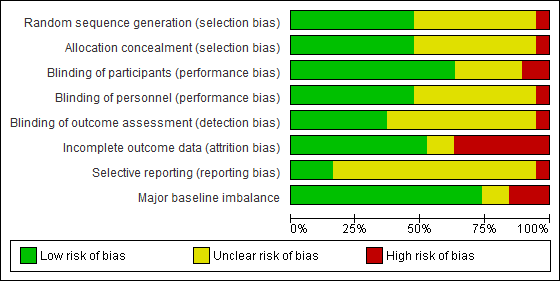 Random sequence generation (selection bias)
Allocation concealment (selection bias)
Blinding of participants (performance bias)
Blinding of personnel (performance bias)
Blinding of outcome assessment (detection bias)
Incomplete outcome data (attrition bias)
Selective reporting (reporting bias)
Major baseline imbalance
0% 25% 50% 75% 100%
Low risk of bias Unclear risk of bias High risk of bias